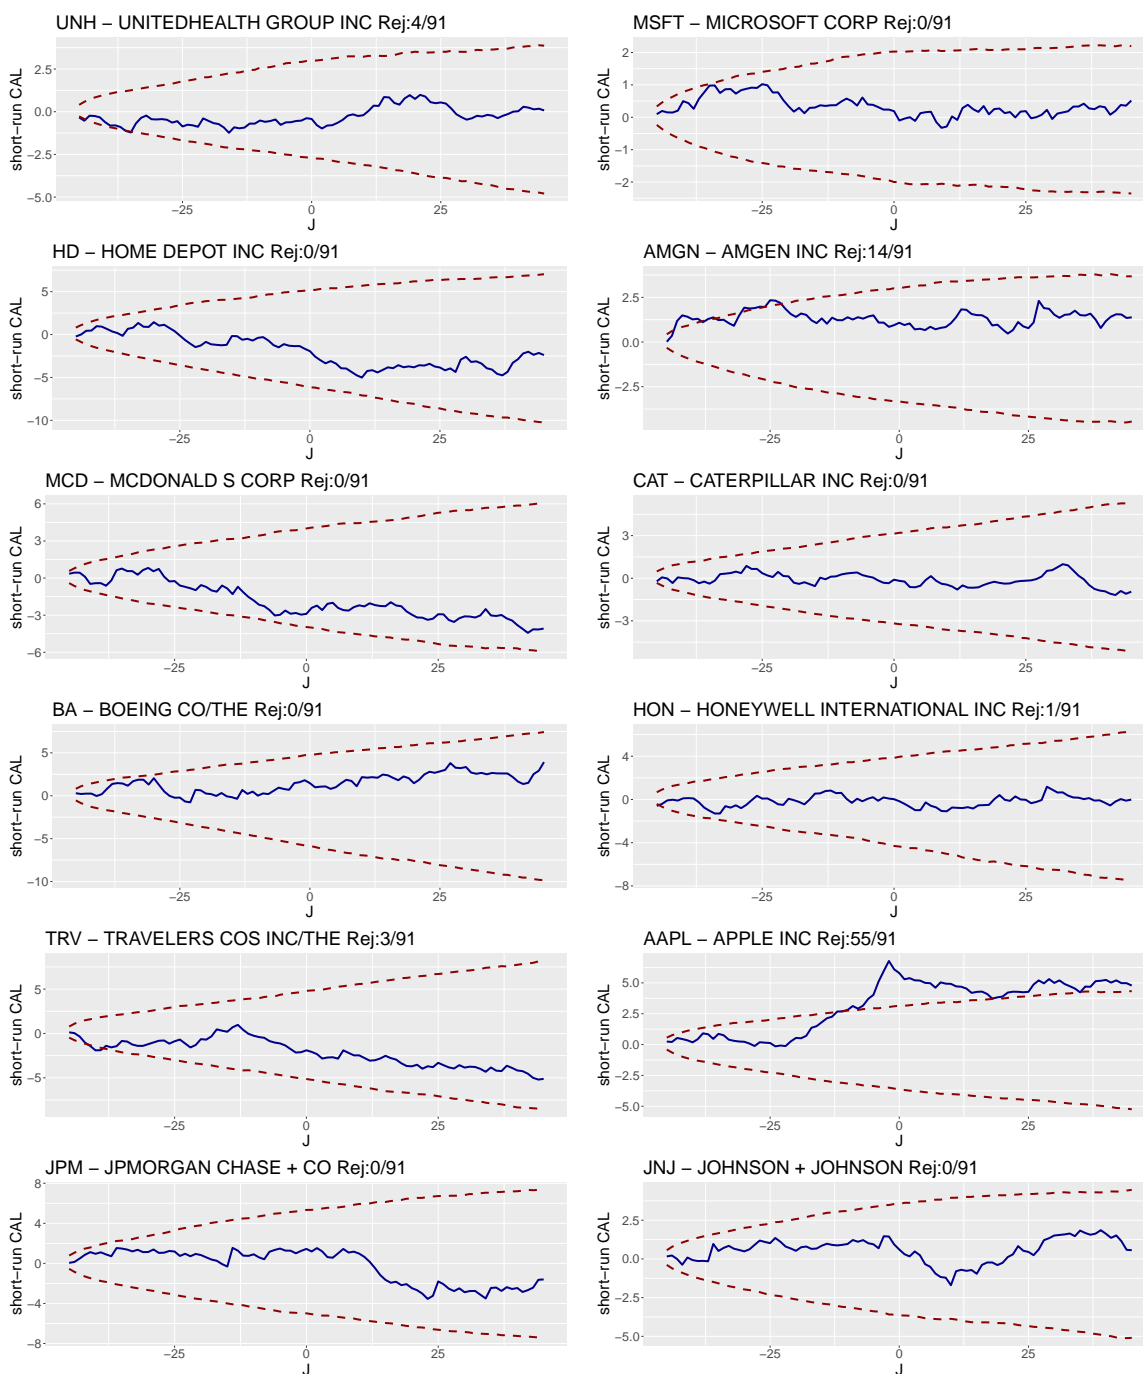 UNH − UNITEDHEALTH GROUP INC Rej:4/91
short−run CAL
2.5
0.0
−2.5
−5.0
−25 0 25
J
MSFT − MICROSOFT CORP Rej:0/91
short−run CAL
2
1
0
−1
−2
−25 0 25
J
HD − HOME DEPOT INC Rej:0/91
short−run CAL
5
0
−5
−10
−25 0 25
J
AMGN − AMGEN INC Rej:14/91
short−run CAL
2.5
0.0
−2.5
−25 0 25
J
MCD − MCDONALD S CORP Rej:0/91
short−run CAL
6
3
0
−3
−6
−25 0 25
J
CAT − CATERPILLAR INC Rej:0/91
short−run CAL
3
0
−3
−25 0 25
J
BA − BOEING CO/THE Rej:0/91
short−run CAL
5
0
−5
−10
−25 0 25
J
HON − HONEYWELL INTERNATIONAL INC Rej:1/91
short−run CAL
4
0
−4
−8
−25 0 25
J
TRV − TRAVELERS COS INC/THE Rej:3/91
short−run CAL
5
0
−5
−25 0 25
J
AAPL − APPLE INC Rej:55/91
short−run CAL
5.0
2.5
0.0
−2.5
−5.0
−25 0 25
J
JPM − JPMORGAN CHASE + CO Rej:0/91
short−run CAL
8
4
0
−4
−8
−25 0 25
J
JNJ − JOHNSON + JOHNSON Rej:0/91
short−run CAL
2.5
0.0
−2.5
−5.0
−25 0 25
J